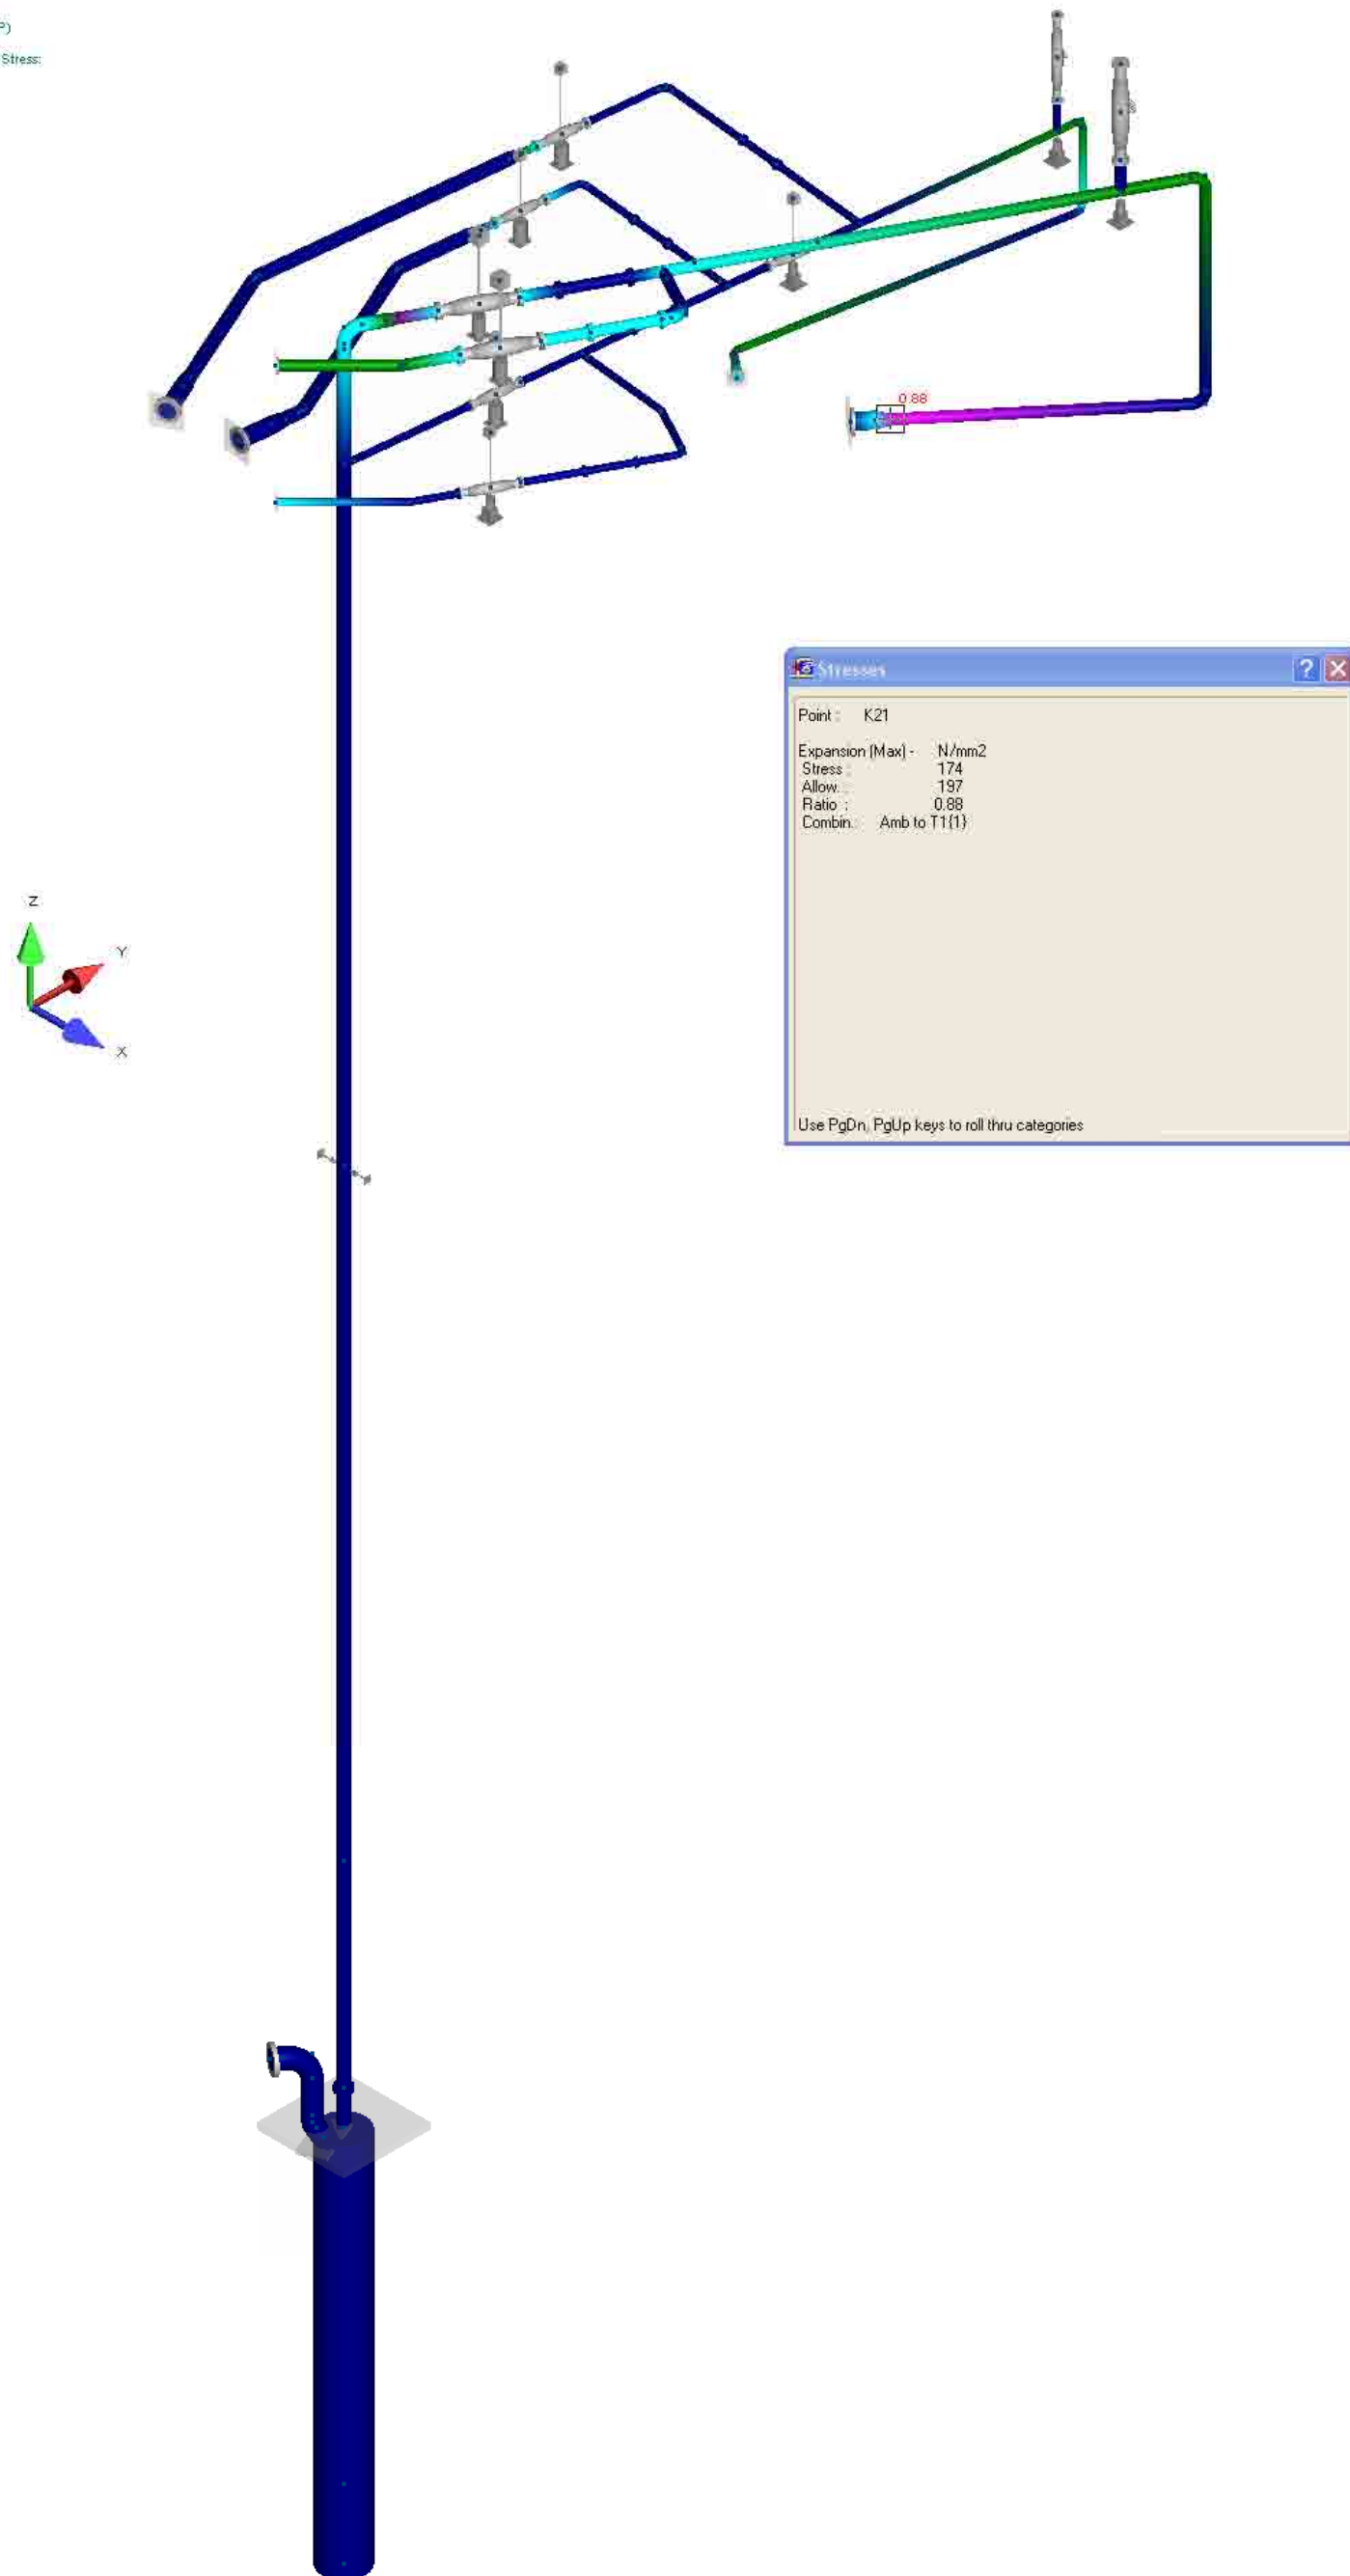 Stress:
0.88
Stresses
Point : K21
Expansion (Max) - N/mm2
Stress : 174
Allow. : 197
Ratio : 0.88
Combin. : Amb to T1{1}
Use PgDn, PgUp keys to roll thru categories
Z
Y
X